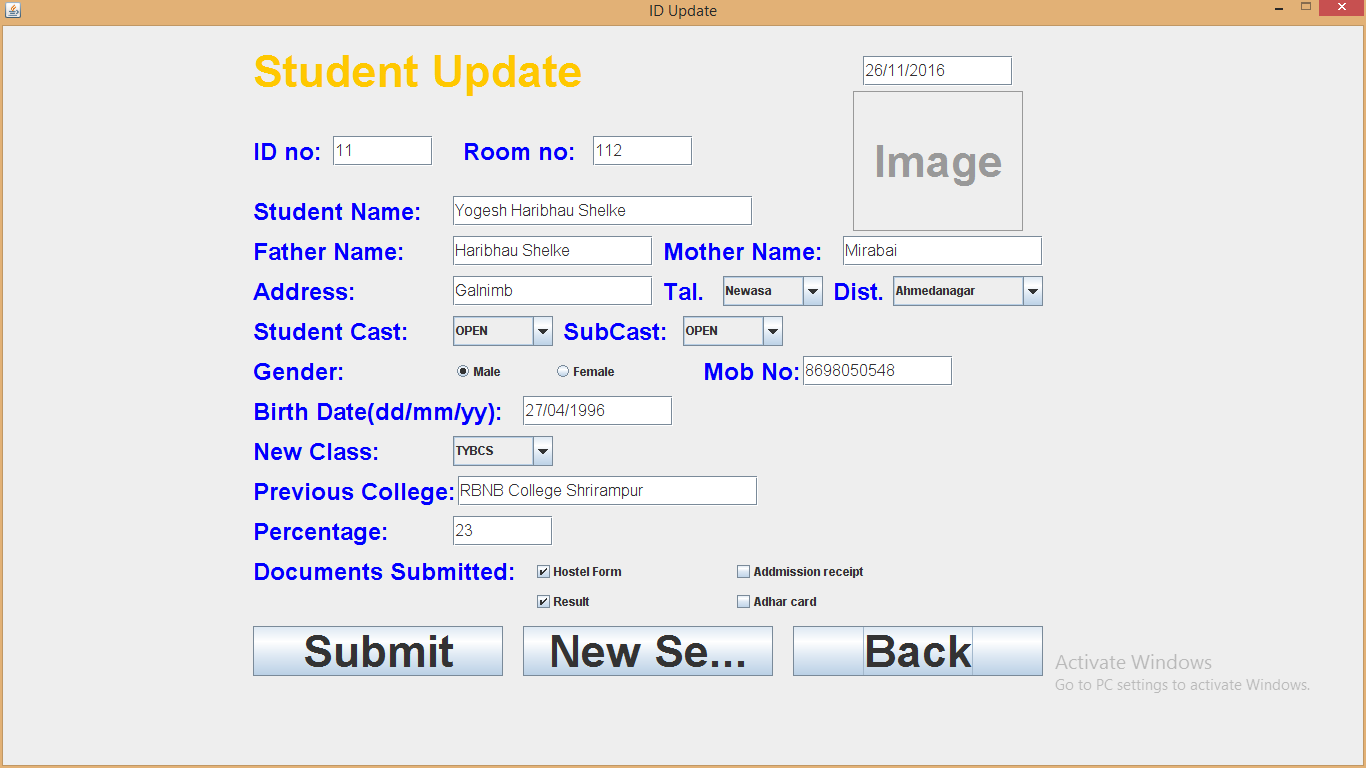 ID Update
Student Update 26/11/2016
Image
ID no: 11 Room no: 112
Student Name: Yogesh Haribhau Shelke
Father Name: Haribhau Shelke Mother Name: Mirabai
Address: Galnimb Tal. Newasa Dist. Ahmedanagar
Student Cast: OPEN SubCast: OPEN
Gender: Male Female Mob No: 8698050548
Birth Date(dd/mm/yy): 27/04/1996
New Class: TYBCS
Previous College: RBNB College Shrirampur
Percentage: 23
Documents Submitted: Hostel Form Addmission receipt
Result Adhar card
Submit New Se... Back
Activate Windows
Go to PC settings to activate Windows.